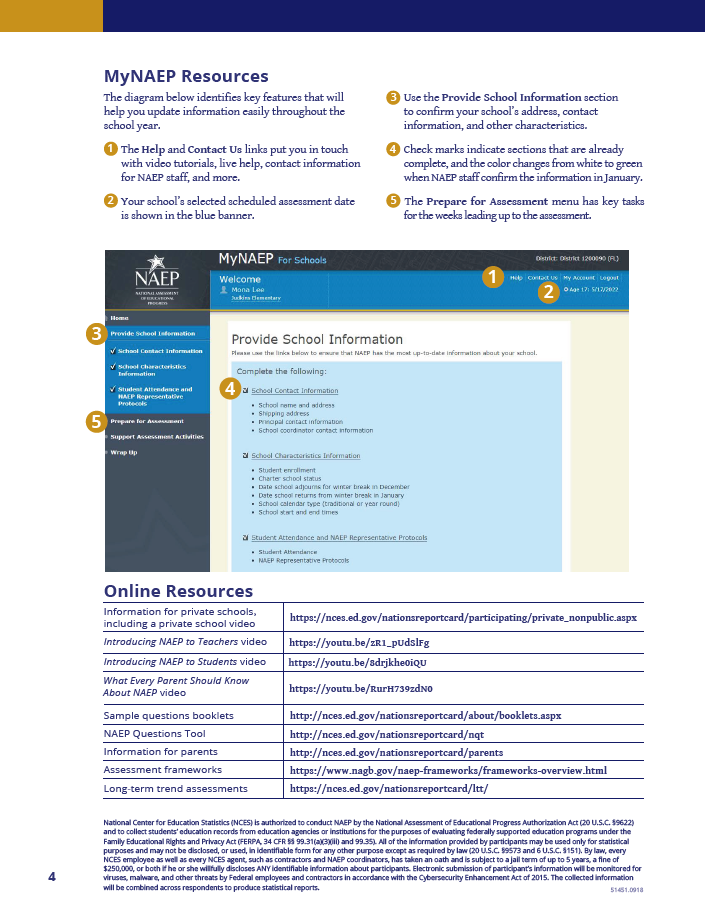 MyNAEP Resources
The diagram below identifies key features that will
help you update information easily throughout the
school year.
1 The Help and Contact Us links put you in touch
with video tutorials, live help, contact information
for NAEP staff, and more.
2 Your school's selected scheduled assessment date
is shown in the blue banner.
3 Use the Provide School Information section
to confirm your school's address, contact
information, and other characteristics.
4 Check marks indicate sections that are already
complete, and the color changes from white to green
when NAEP staff confirm the information in January.
5 The Prepare for Assessment menu has key tasks
for the weeks leading up to the assessment.
NAEP
NATIONAL ASSESSMENT
OF EDUCATIONAL
PROGRESS
MyNAEP For Schools
District: District 1200090 (FL)
Welcome
Mona Lee
Judkins Elementary
1
Help Contact Us My Account Logout
2
Age 17: 5/17/2022
Home
3
Provide School Information
School Contact Information
School Characteristics
Information
Student Attendance and
NAEP Representative
Protocols
5
Prepare for Assessment
Support Assessment Activities
Wrap Up
Provide School Information
Please use the links below to ensure that NAEP has the most up-to-date information about your school.
Complete the following:
4
School Contact Information
• School name and address
• Shipping address
• Principal contact information
• School coordinator contact information
School Characteristics Information
• Student enrollment
• Charter school status
• Date school adjourns for winter break in December
• Date school returns from winter break in January
• School calendar type (traditional or year round)
• School start and end times
Student Attendance and NAEP Representative Protocols
• Student Attendance
• NAEP Representative Protocols
Online Resources
Information for private schools,
including a private school video
https://nces.ed.gov/nationsreportcard/participating/private_nonpublic.aspx
Introducing NAEP to Teachers video
https://youtu.be/zR1_pUdSlFg
Introducing NAEP to Students video
https://youtu.be/8drjkhe0iQU
What Every Parent Should Know
About NAEP video
https://youtu.be/RurH739zdN0
Sample questions booklets
http://nces.ed.gov/nationsreportcard/about/booklets.aspx
NAEP Questions Tool
http://nces.ed.gov/nationsreportcard/nqt
Information for parents
http://nces.ed.gov/nationsreportcard/parents
Assessment frameworks
https://www.nagb.gov/naep-frameworks/frameworks-overview.html
Long-term trend assessments
https://nces.ed.gov/nationsreportcard/ltt/
National Center for Education Statistics (NCES) is authorized to conduct NAEP by the National Assessment of Educational Progress Authorization Act (20 U.S.C. §9622)
and to collect students' education records from education agencies or institutions for the purposes of evaluating federally supported education programs under the
Family Educational Rights and Privacy Act (FERPA, 34 CFR §§ 99.31(a)(3)(iii) and 99.35). All of the information provided by participants may be used only for statistical
purposes and may not be disclosed, or used, in identifiable form for any other purpose except as required by law (20 U.S.C. §9573 and 6 U.S.C. §151). By law, every
NCES employee as well as every NCES agent, such as contractors and NAEP coordinators, has taken an oath and is subject to a jail term of up to 5 years, a fine of
$250,000, or both if he or she willfully discloses ANY identifiable information about participants. Electronic submission of participant's information will be monitored for
viruses, malware, and other threats by Federal employees and contractors in accordance with the Cybersecurity Enhancement Act of 2015. The collected information
will be combined across respondents to produce statistical reports.
4
51451.0918